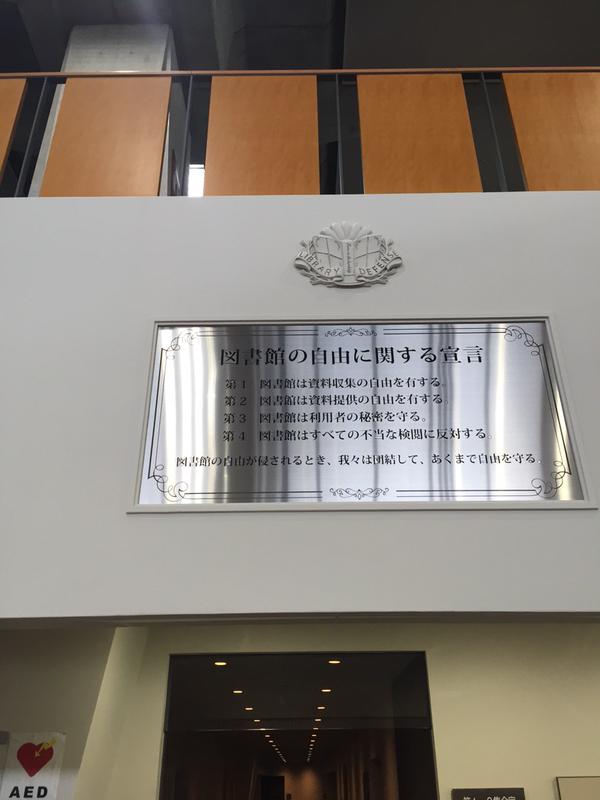 LIBRARY DEFENSE
図書館の自由に関する宣言
第1 図書館は資料収集の自由を有する。
第2 図書館は資料提供の自由を有する。
第3 図書館は利用者の秘密を守る。
第4 図書館はすべての不当な検閲に反対する。
図書館の自由が侵されるとき、我々は団結して、あくまで自由を守る。
AED